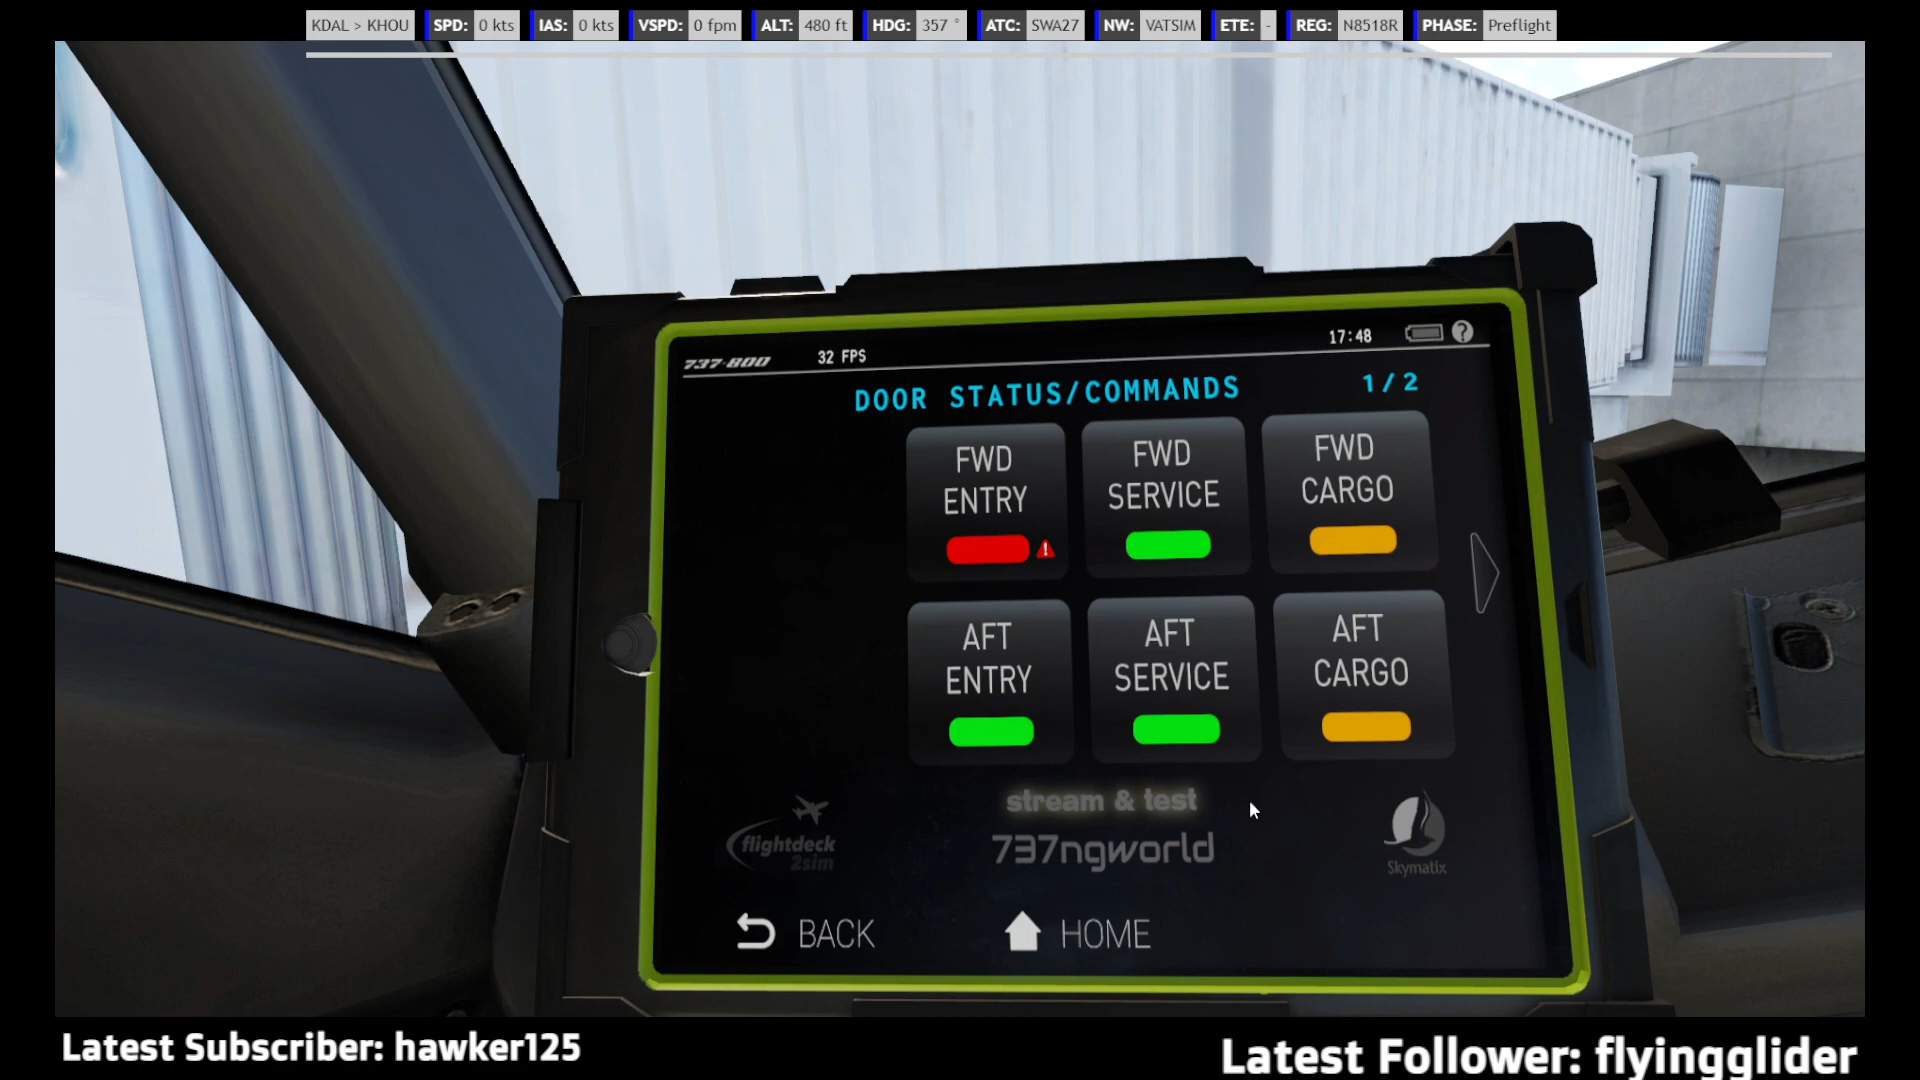 KDAL > KHOU SPD: 0 kts IAS: 0 kts VSPD: 0 fpm ALT: 480 ft HDG: 357 ° ATC: SWA27 NW: VATSIM ETE: - REG: N8518R PHASE: Preflight
737-800 32 FPS 17:48 ?
DOOR STATUS/COMMANDS 1/2
FWD
ENTRY
!
FWD
SERVICE
FWD
CARGO
AFT
ENTRY
AFT
SERVICE
AFT
CARGO
flightdeck
2sim
stream & test
737ngworld
Skymatix
BACK HOME
Latest Subscriber: hawker125
Latest Follower: flyingglider